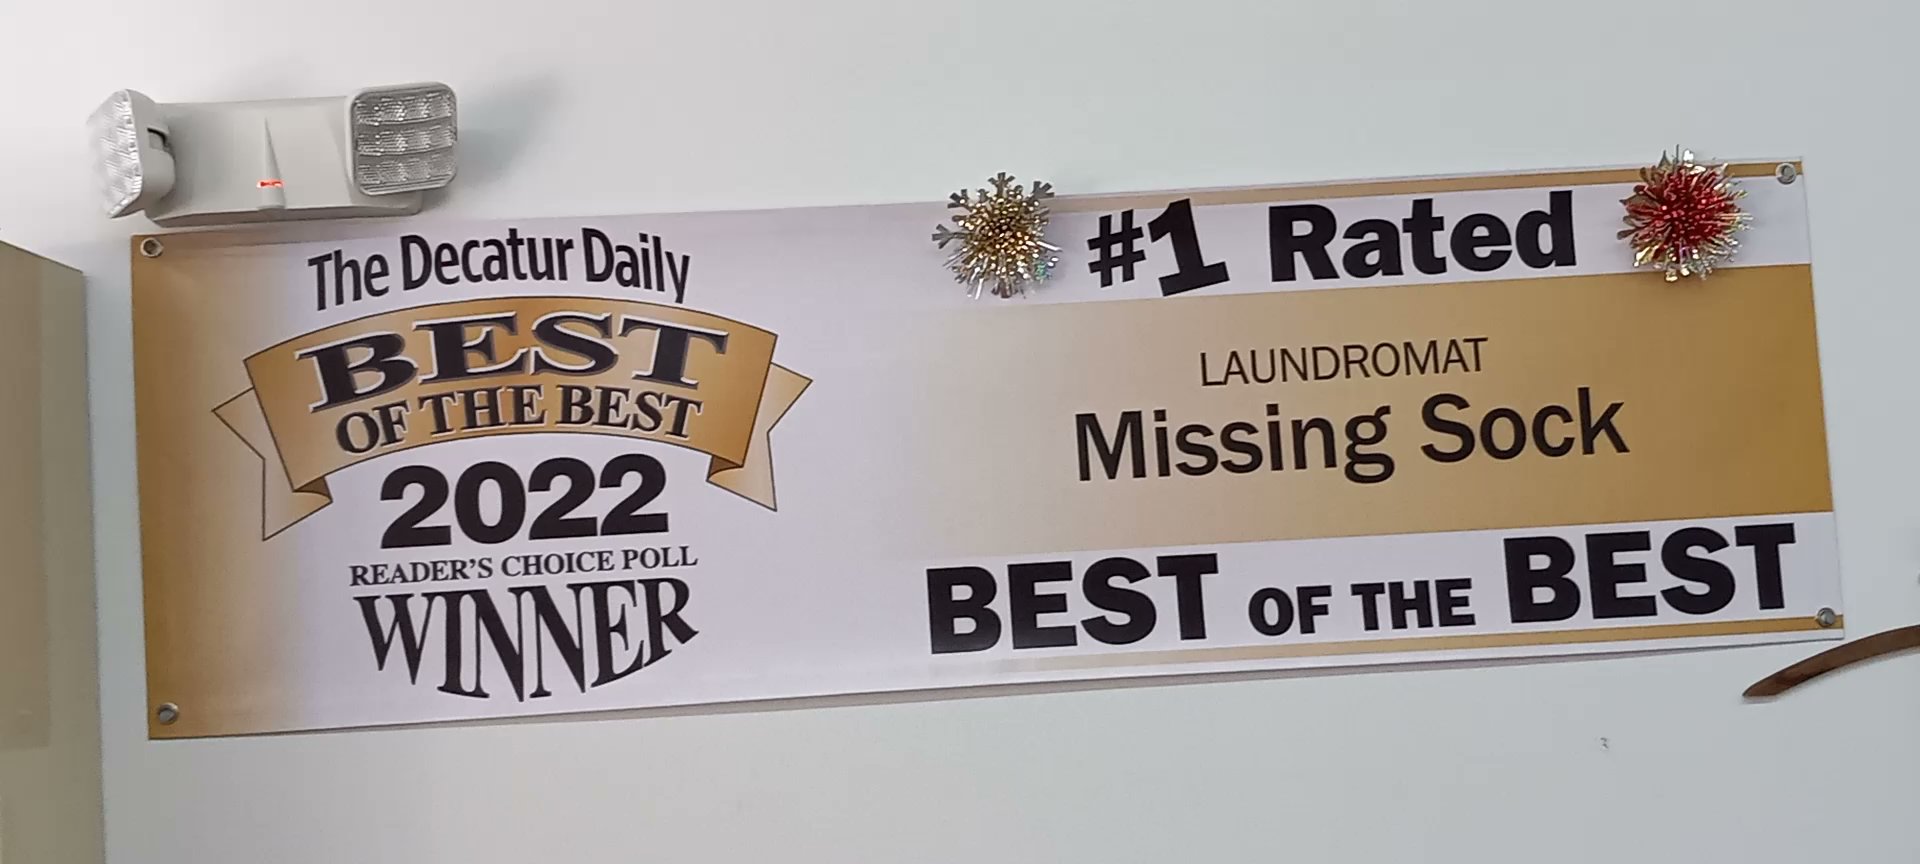 The Decatur Daily
BEST
OF THE BEST
2022
READER'S CHOICE POLL
WINNER
#1 Rated
LAUNDROMAT
Missing Sock
BEST OF THE BEST